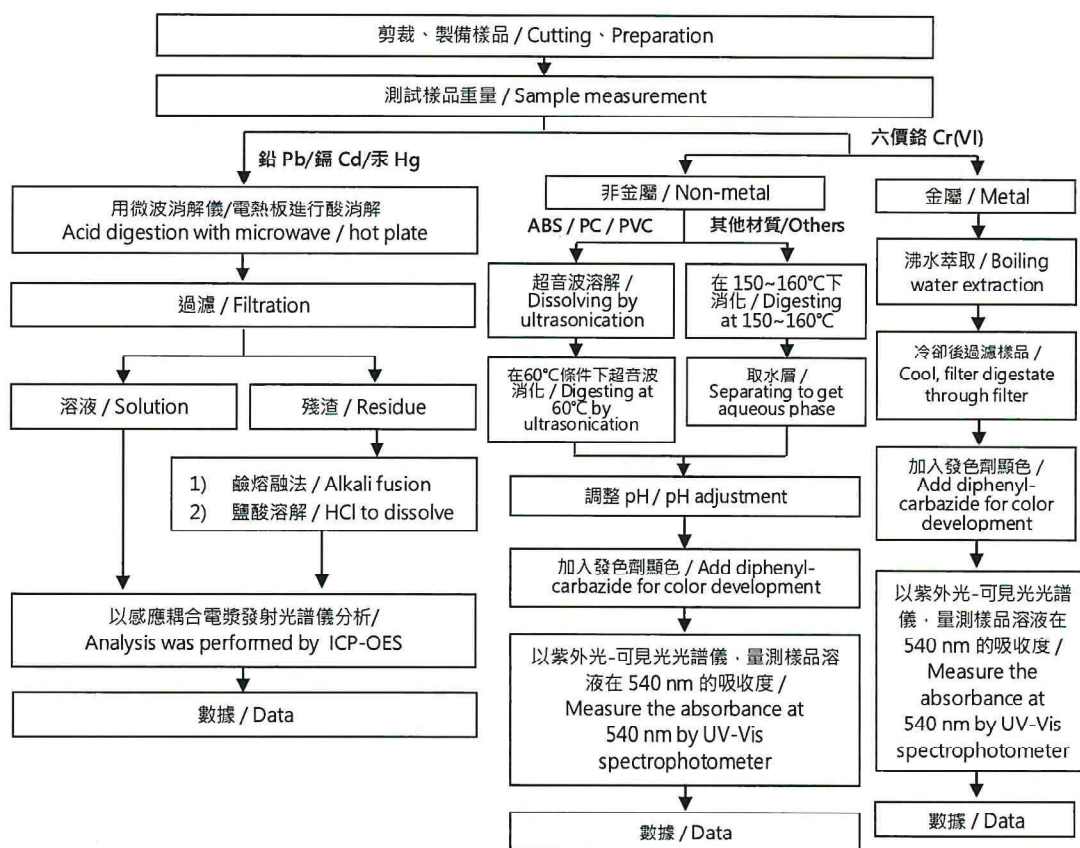 剪裁、製備樣品 / Cutting、Preparation
測試樣品重量 / Sample measurement
鉛 Pb/鎘 Cd/汞 Hg
用微波消解儀/電熱板進行酸消解
Acid digestion with microwave / hot plate
過濾 / Filtration
溶液 / Solution
殘渣 / Residue
1) 鹼熔融法 / Alkali fusion
2) 鹽酸溶解 / HCl to dissolve
以感應耦合電漿發射光譜儀分析/
Analysis was performed by ICP-OES
數據 / Data
六價鉻 Cr(VI)
非金屬 / Non-metal
ABS / PC / PVC
超音波溶解 /
Dissolving by
ultrasonication
在60℃條件下超音波
消化 / Digesting at
60℃ by
ultrasonication
其他材質/Others
在 150~160℃下
消化 / Digesting
at 150~160℃
取水層 /
Separating to get
aqueous phase
調整 pH / pH adjustment
加入發色劑顯色 / Add diphenyl-
carbazide for color development
以紫外光-可見光光譜儀，量測樣品溶
液在 540 nm 的吸收度 /
Measure the absorbance at
540 nm by UV-Vis
spectrophotometer
數據 / Data
金屬 / Metal
沸水萃取 / Boiling
water extraction
冷卻後過濾樣品 /
Cool, filter digestate
through filter
加入發色劑顯色 /
Add diphenyl-
carbazide for color
development
以紫外光-可見光光譜
儀，量測樣品溶液在
540 nm 的吸收度 /
Measure the
absorbance at
540 nm by UV-Vis
spectrophotometer
數據 / Data